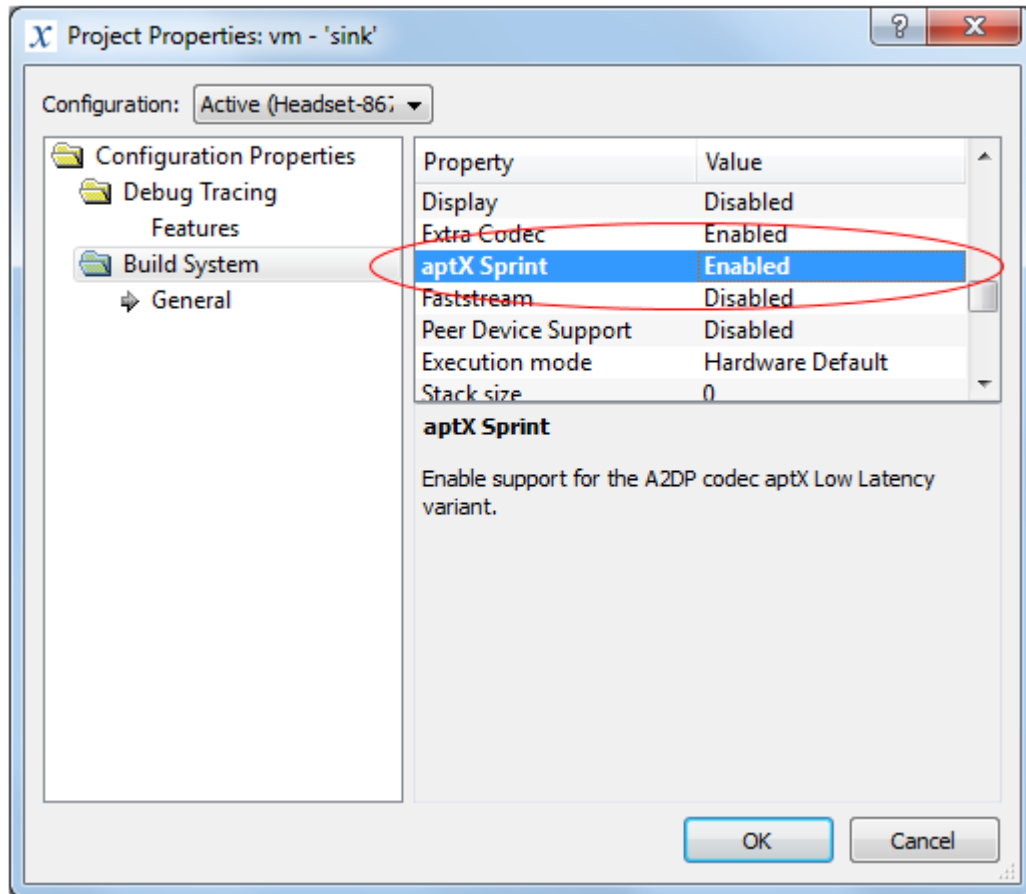 Project Properties: vm - 'sink'
Configuration: Active (Headset-867
Configuration Properties
Debug Tracing
Features
Build System
General
Property Value
Display Disabled
Extra Codec Enabled
aptX Sprint Enabled
Faststream Disabled
Peer Device Support Disabled
Execution mode Hardware Default
Stack size 0
aptX Sprint
Enable support for the A2DP codec aptX Low Latency
variant.
OK Cancel